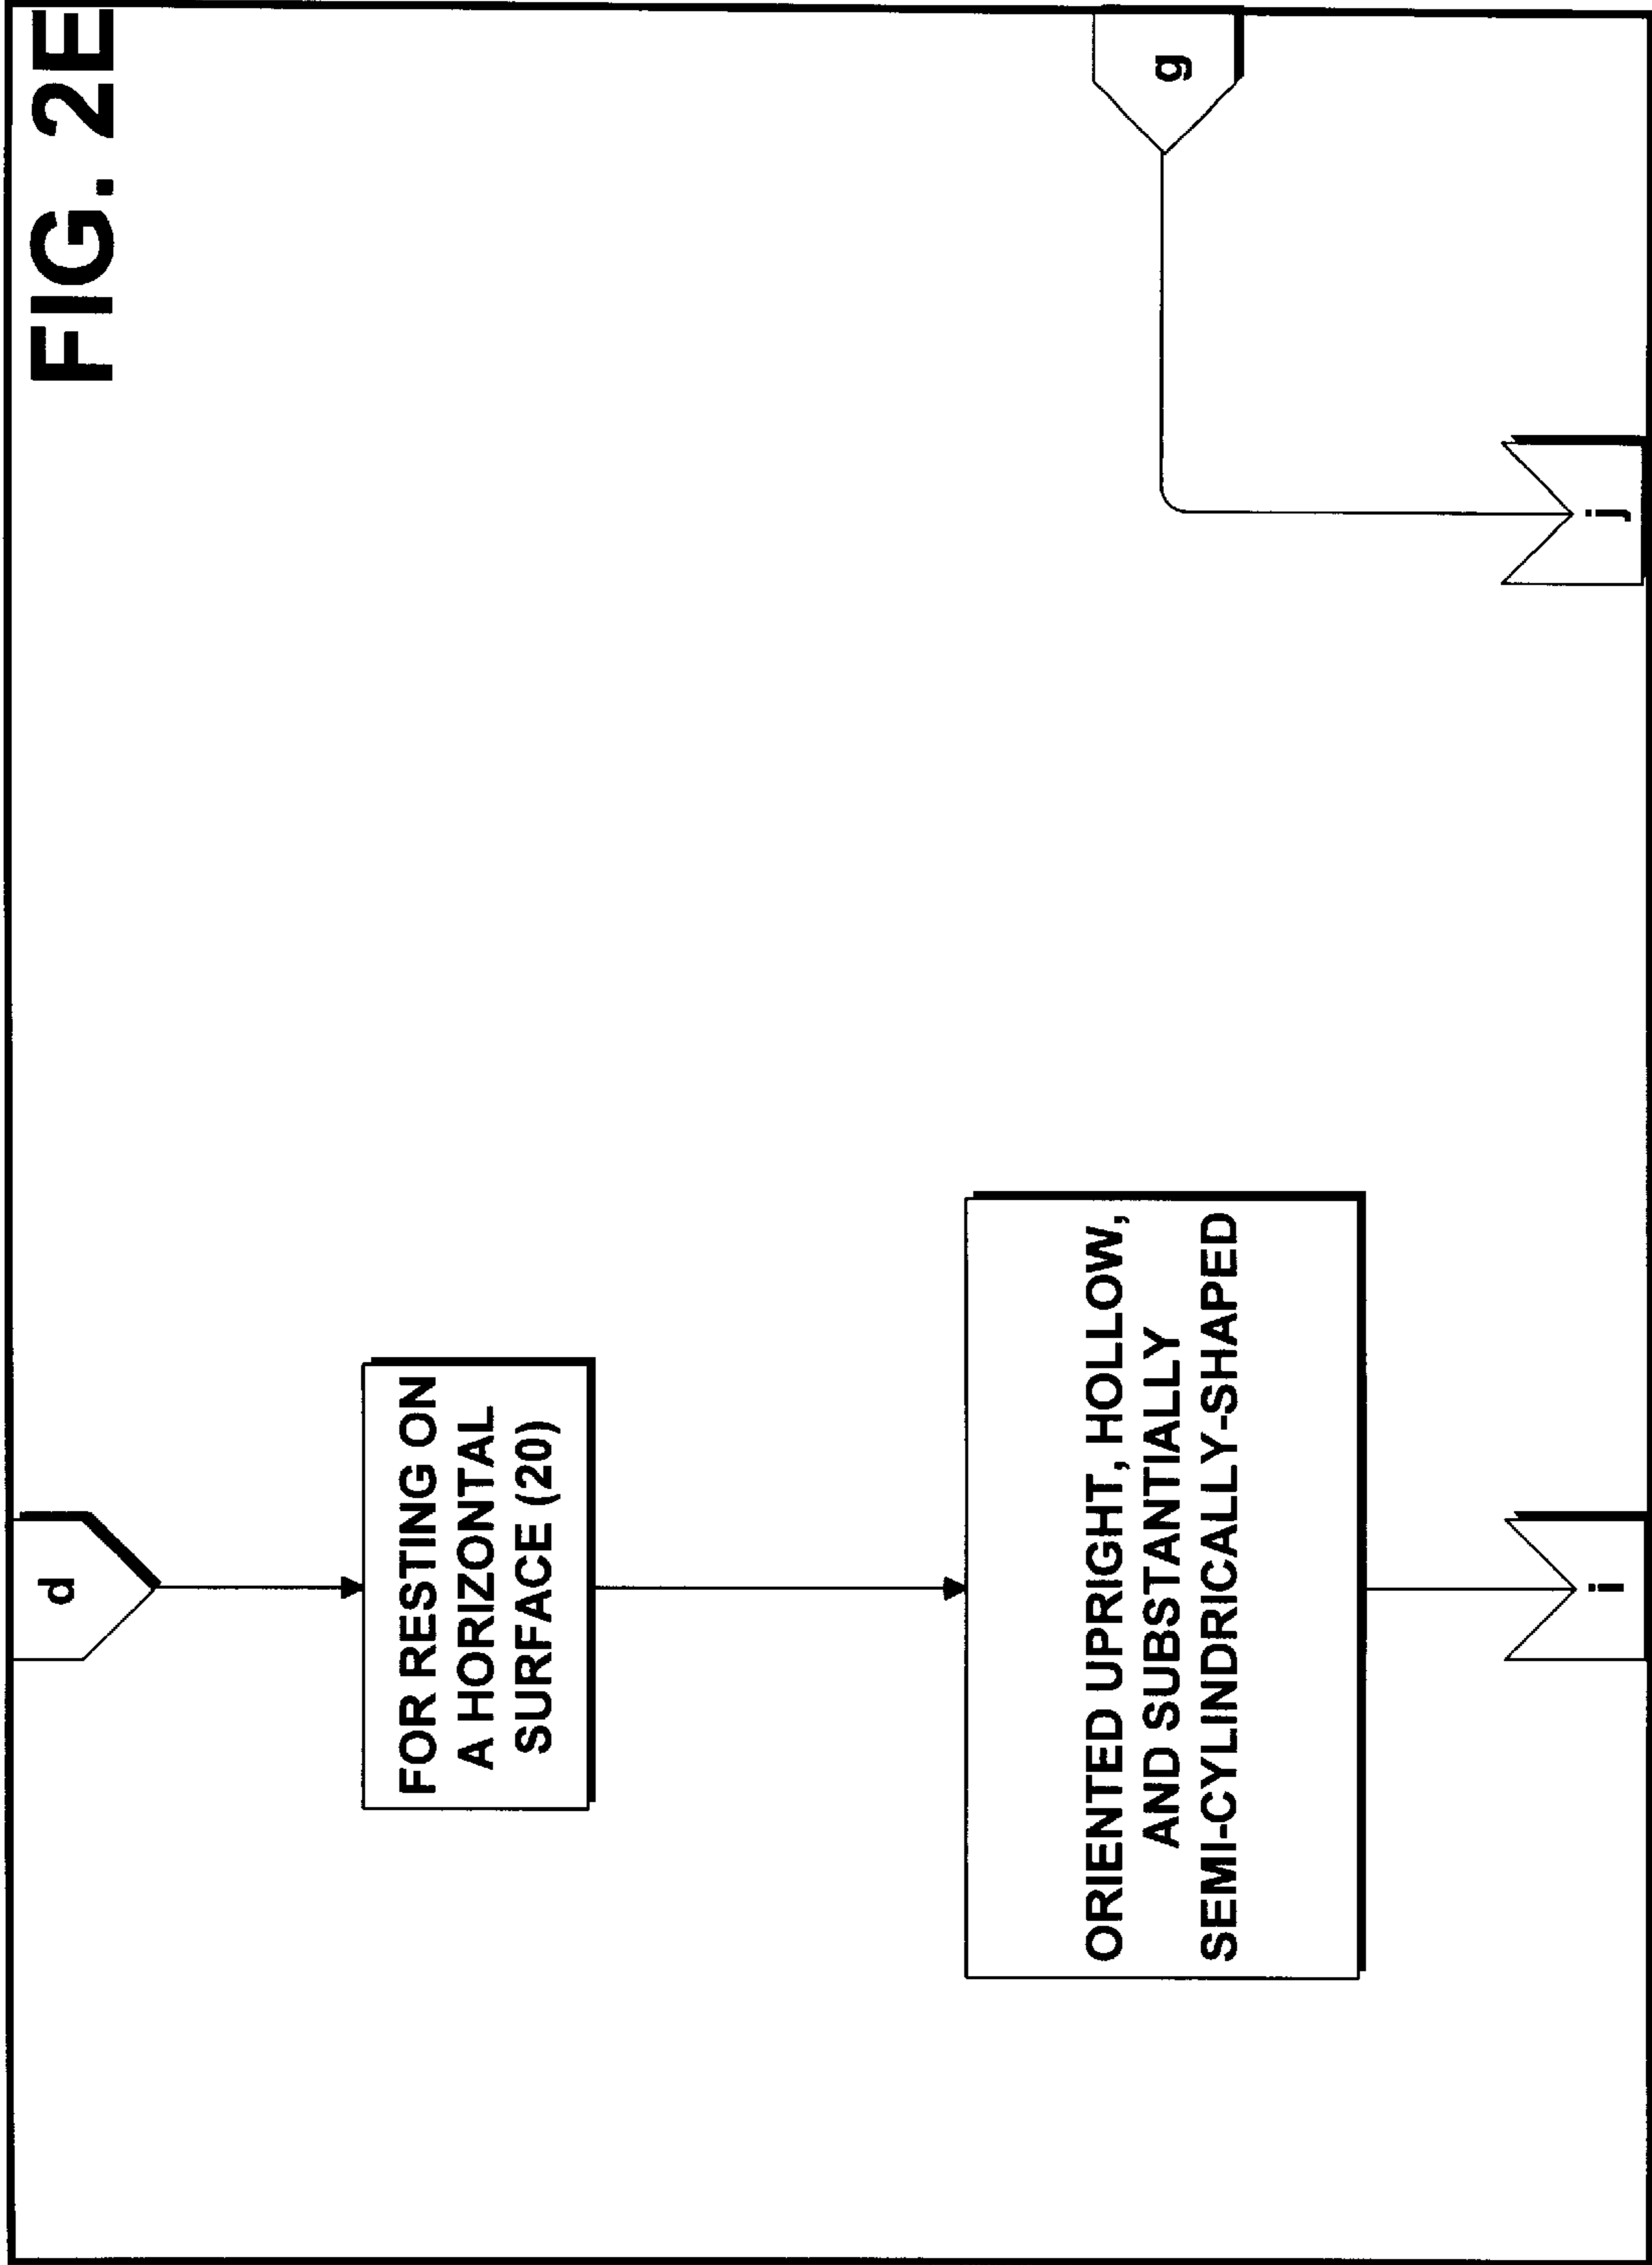 FIG. 2E
d
FOR RESTING ON
A HORIZONTAL
SURFACE (20)
ORIENTED UPRIGHT, HOLLOW,
AND SUBSTANTIALLY
SEMI-CYLINDRICALLY-SHAPED
i
g
j